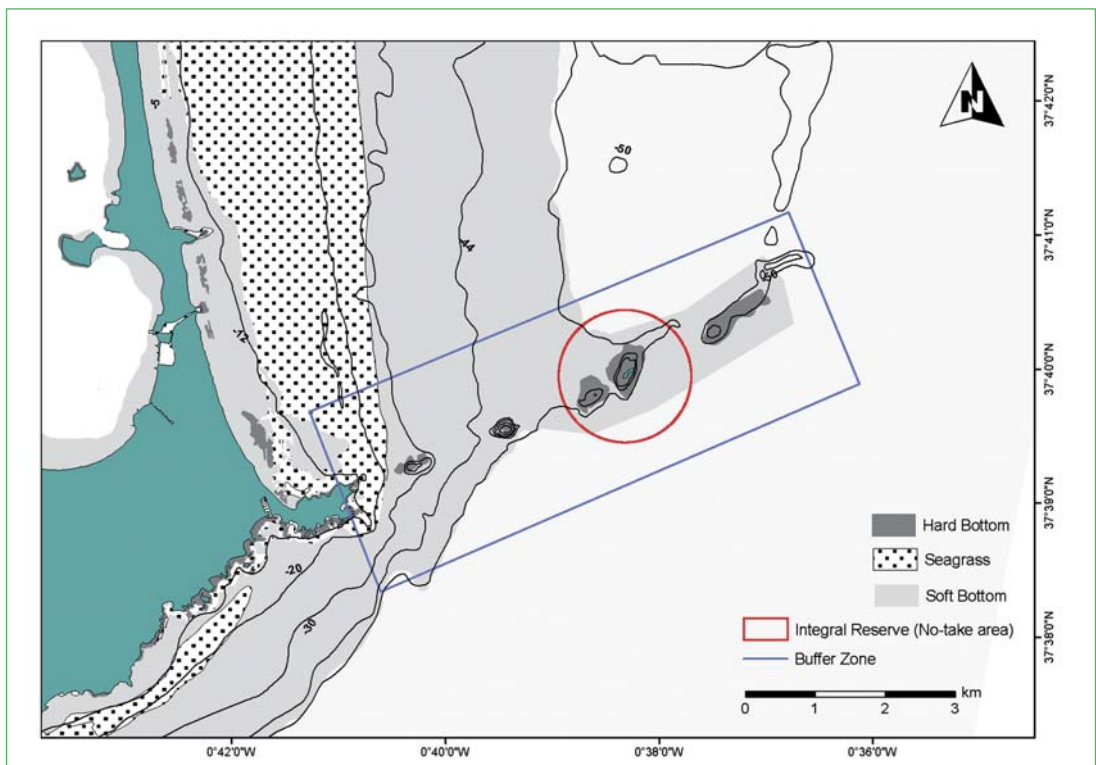 N
-5
-50
-44
-60
-12
-20
-30
37°42'0"N
37°41'0"N
37°40'0"N
37°39'0"N
37°38'0"N
Hard Bottom
Seagrass
Soft Bottom
Integral Reserve (No-take area)
Buffer Zone
km
0 1 2 3
0°42'0"W 0°40'0"W 0°38'0"W 0°36'0"W